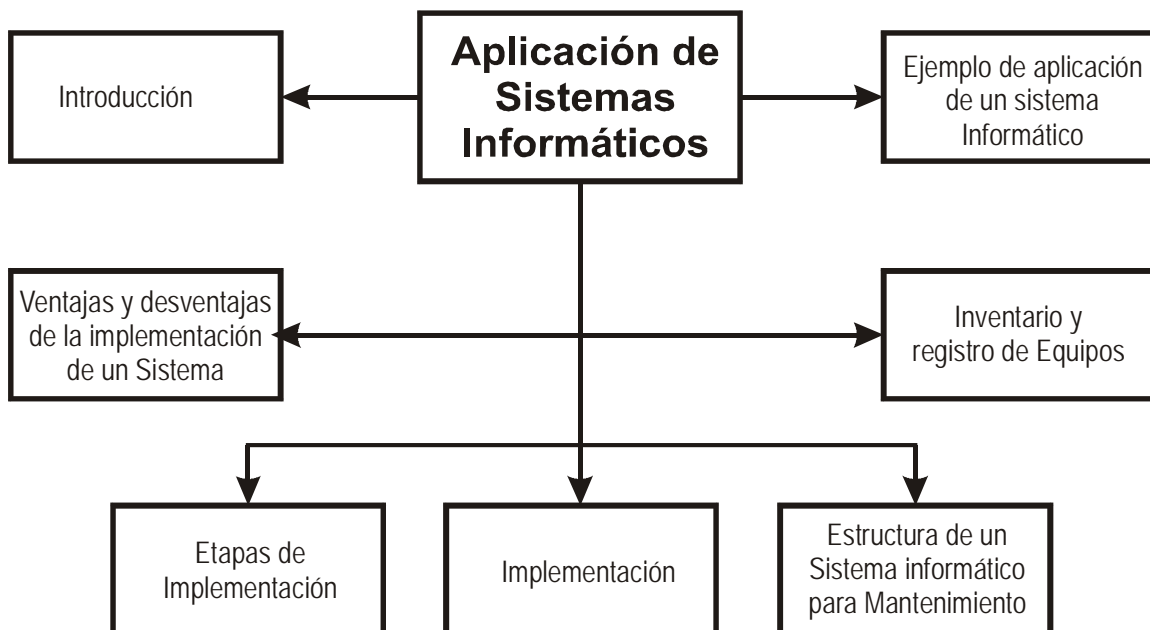 Aplicación de
Sistemas
Informáticos
Introducción
Ejemplo de aplicación
de un sistema
Informático
Ventajas y desventajas
de la implementación
de un Sistema
Inventario y
registro de Equipos
Etapas de
Implementación
Implementación
Estructura de un
Sistema informático
para Mantenimiento